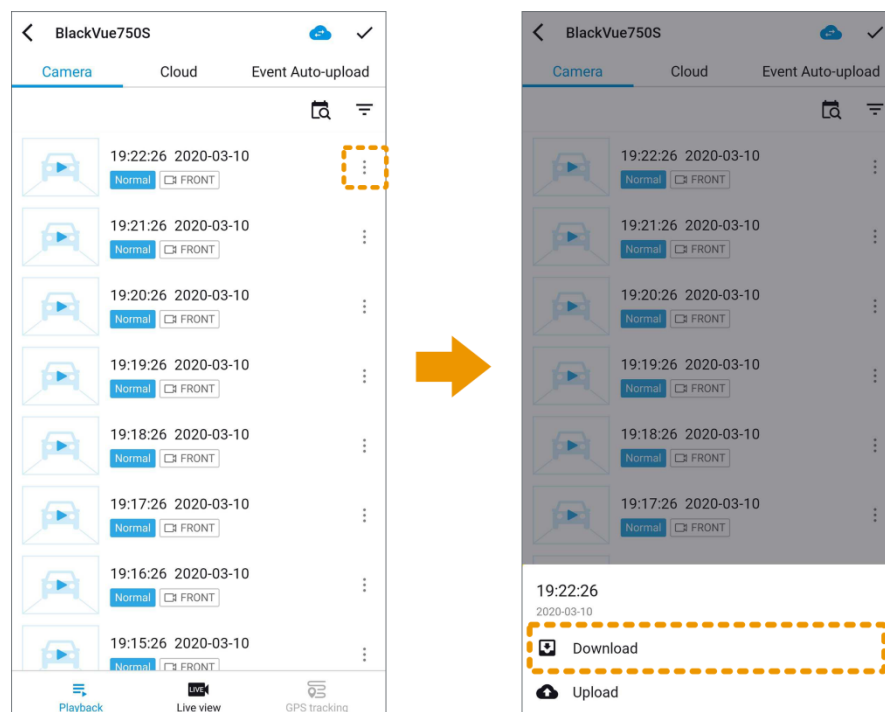 BlackVue750S
Camera Cloud Event Auto-upload
19:22:26 2020-03-10
Normal FRONT
19:21:26 2020-03-10
Normal FRONT
19:20:26 2020-03-10
Normal FRONT
19:19:26 2020-03-10
Normal FRONT
19:18:26 2020-03-10
Normal FRONT
19:17:26 2020-03-10
Normal FRONT
19:16:26 2020-03-10
Normal FRONT
19:15:26 2020-03-10
Normal FRONT
LIVE
Playback Live view GPS tracking
BlackVue750S
Camera Cloud Event Auto-upload
19:22:26 2020-03-10
Normal FRONT
19:21:26 2020-03-10
Normal FRONT
19:20:26 2020-03-10
Normal FRONT
19:19:26 2020-03-10
Normal FRONT
19:18:26 2020-03-10
Normal FRONT
19:17:26 2020-03-10
Normal FRONT
19:22:26
2020-03-10
Download
Upload